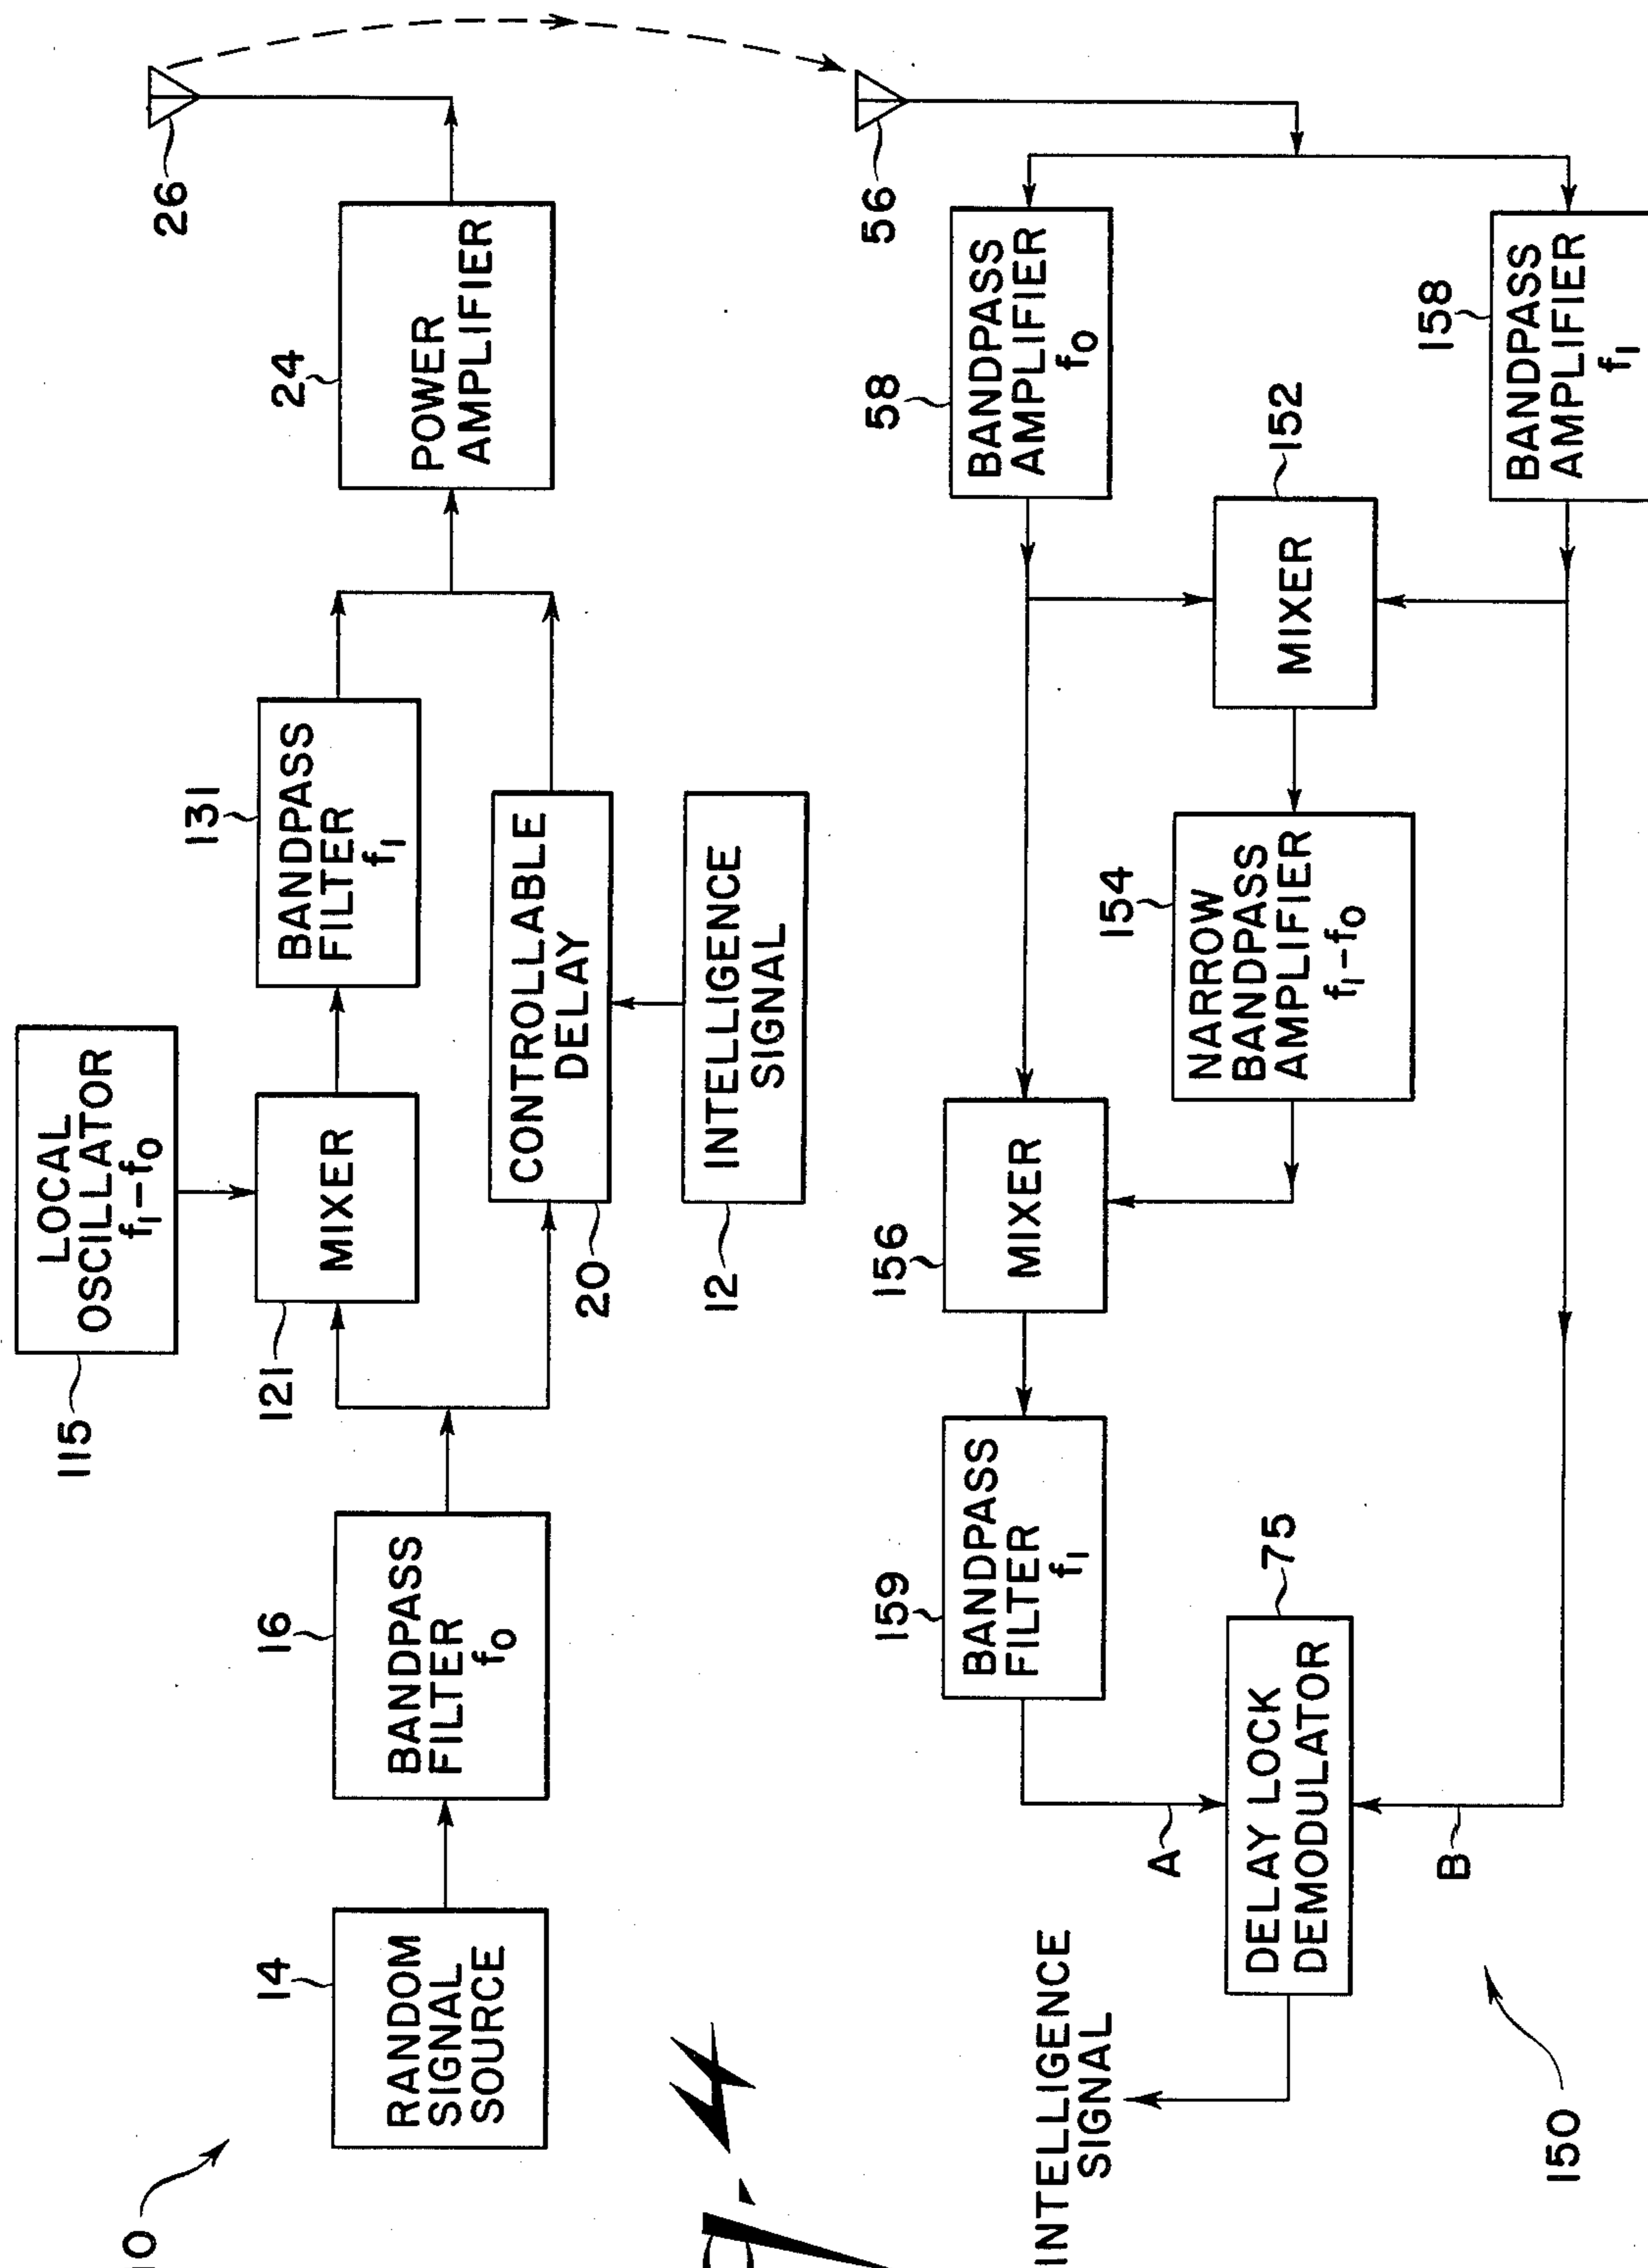 115
LOCAL
OSCILLATOR
f₁–f₀
14
RANDOM
SIGNAL
SOURCE
16
BANDPASS
FILTER
f₀
121
MIXER
131
BANDPASS
FILTER
f₁
24
POWER
AMPLIFIER
26
20
CONTROLLABLE
DELAY
12
INTELLIGENCE
SIGNAL
56
INTELLIGENCE
SIGNAL
159
BANDPASS
FILTER
f₁
156
MIXER
58
BANDPASS
AMPLIFIER
f₀
A
154
NARROW
BANDPASS
AMPLIFIER
f₁–f₀
152
MIXER
75
DELAY LOCK
DEMODULATOR
B
158
BANDPASS
AMPLIFIER
f₁
150